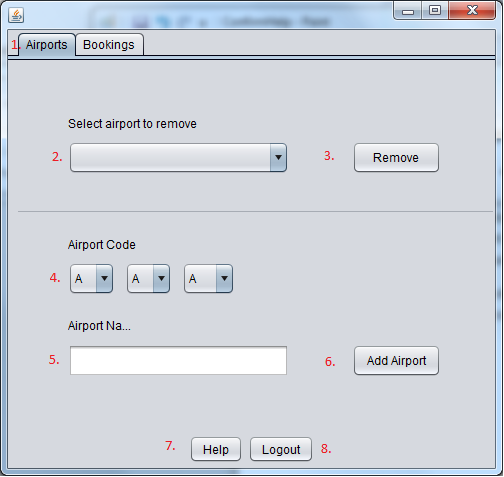 1. Airports Bookings
Select airport to remove
2. 3. Remove
Airport Code
4. A A A
Airport Na...
5. 6. Add Airport
7. Help Logout 8.